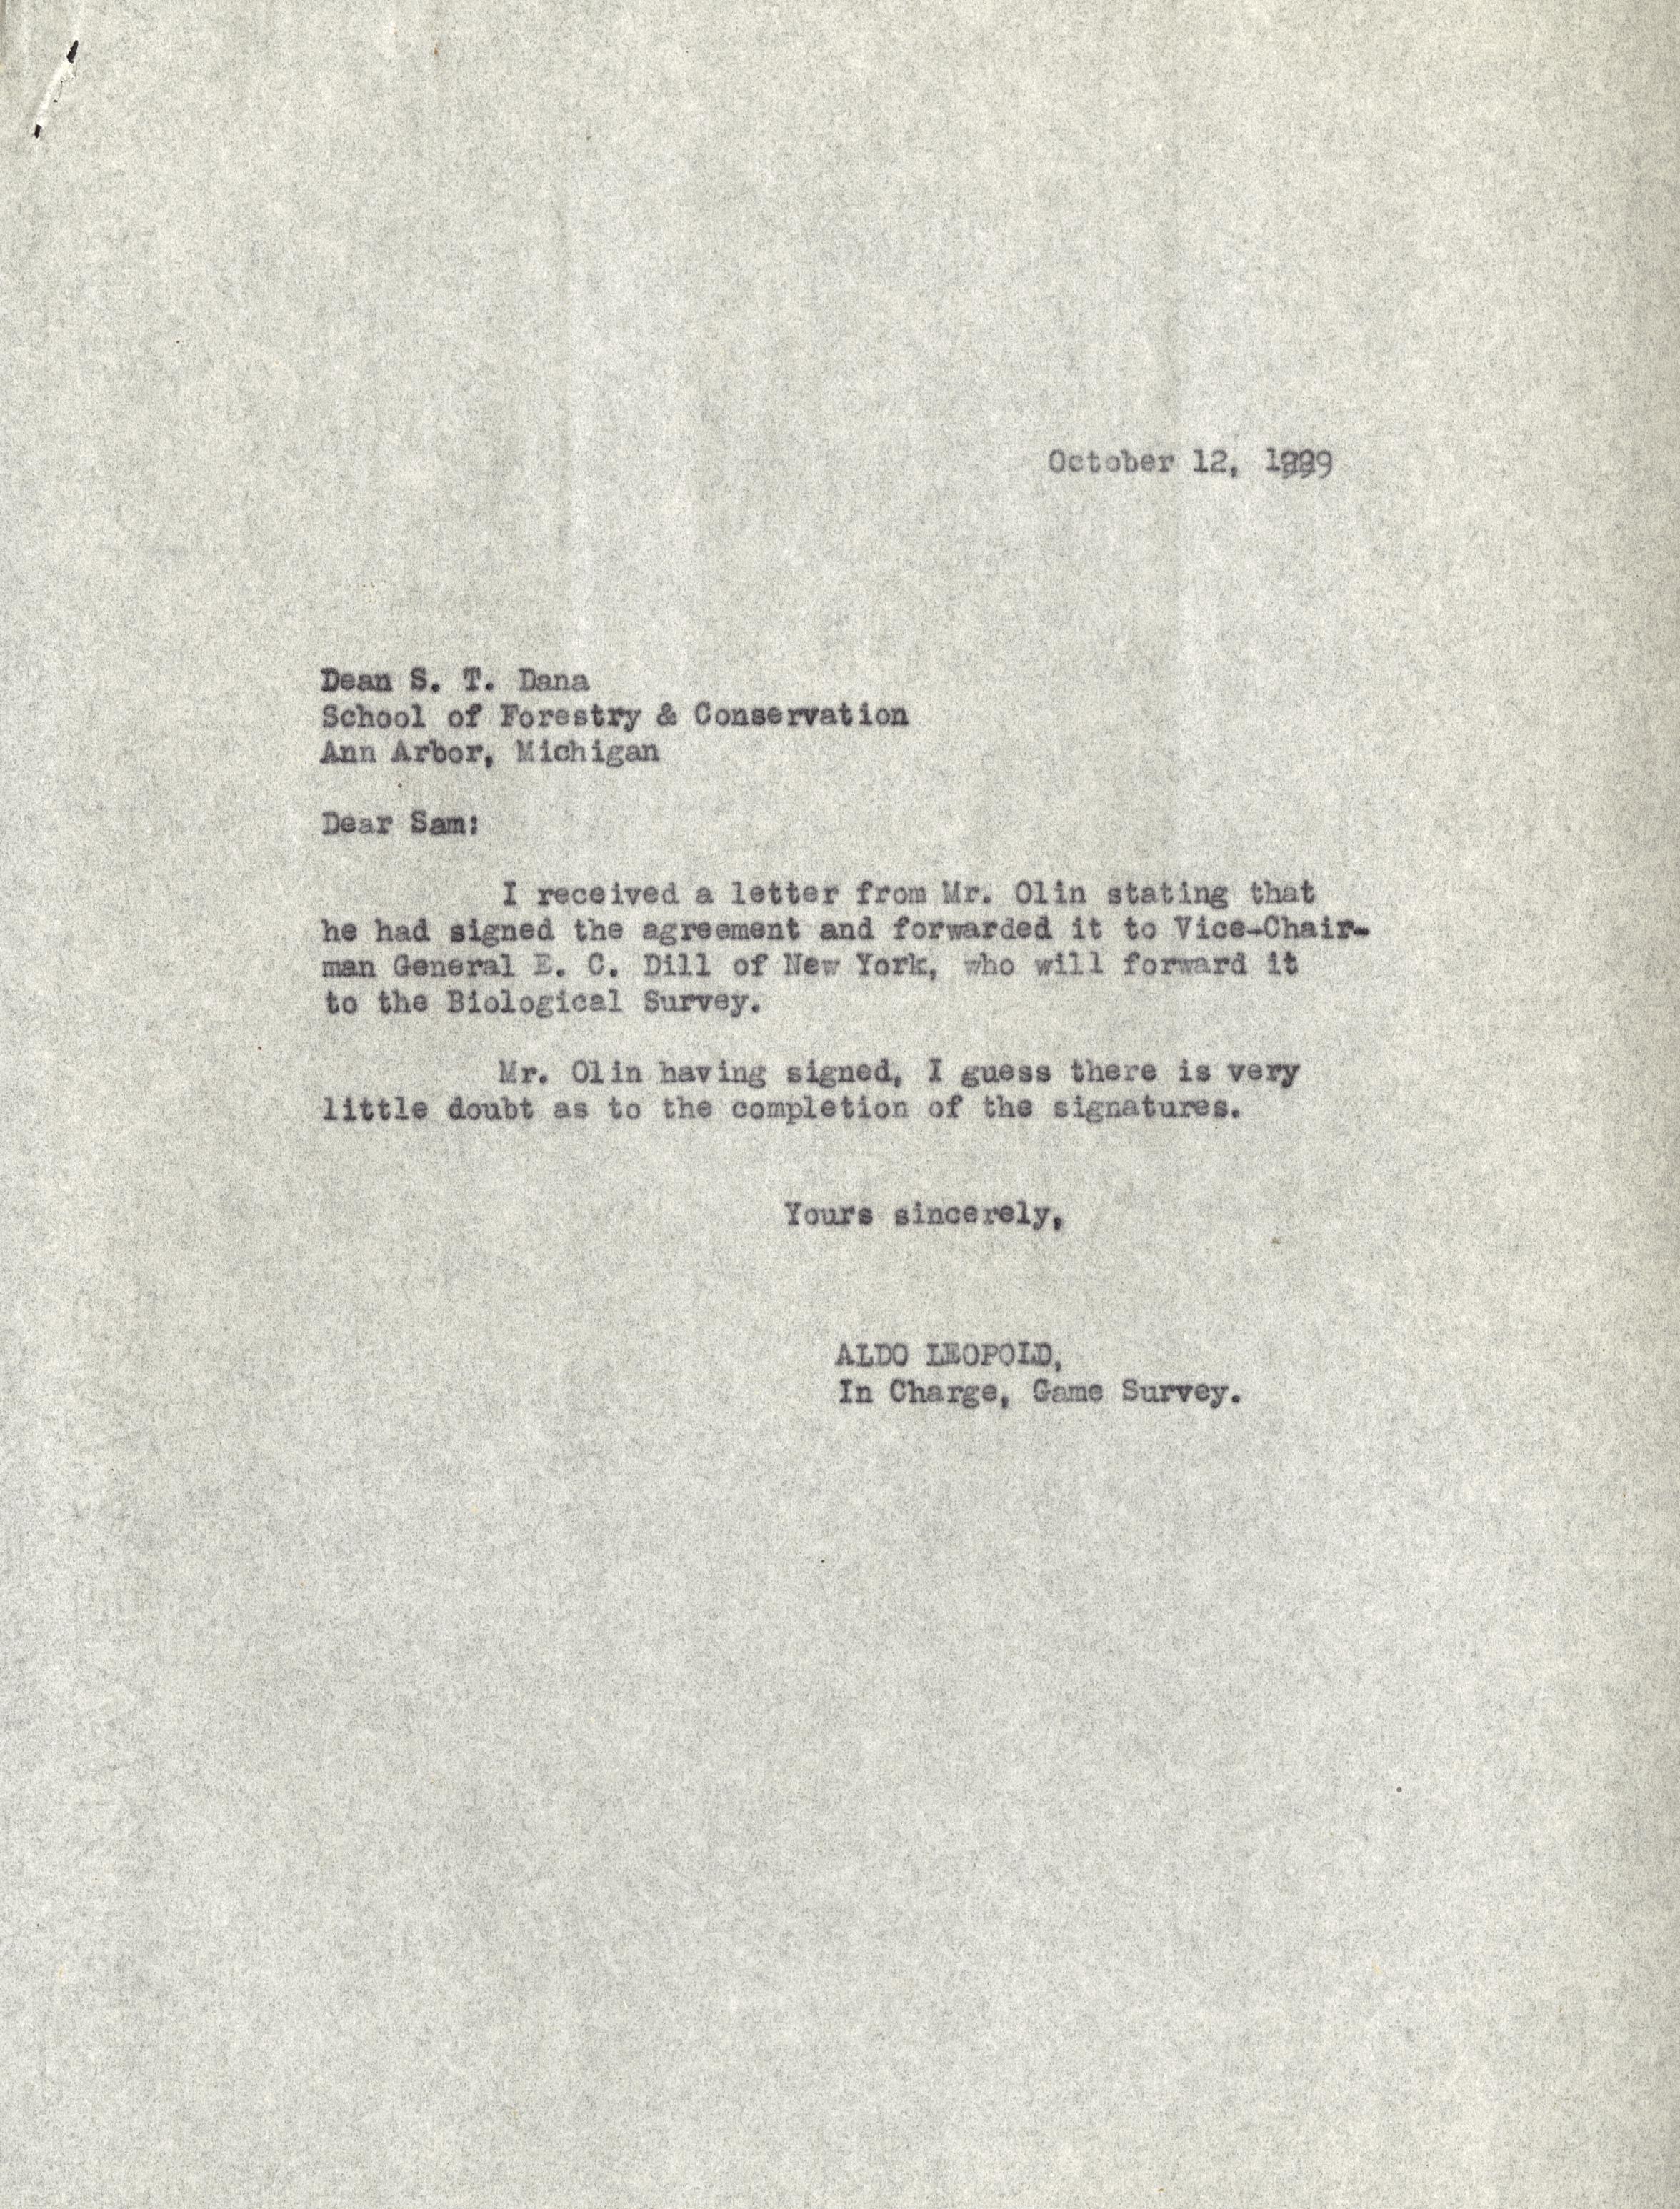 October 12, 1929
Dean S. T. Dana
School of Forestry & Conservation
Ann Arbor, Michigan
Dear Sam:
I received a letter from Mr. Olin stating that
he had signed the agreement and forwarded it to Vice-Chair-
man General E. C. Dill of New York, who will forward it
to the Biological Survey.
Mr. Olin having signed, I guess there is very
little doubt as to the completion of the signatures.
Yours sincerely,
ALDO LEOPOLD,
In Charge, Game Survey.